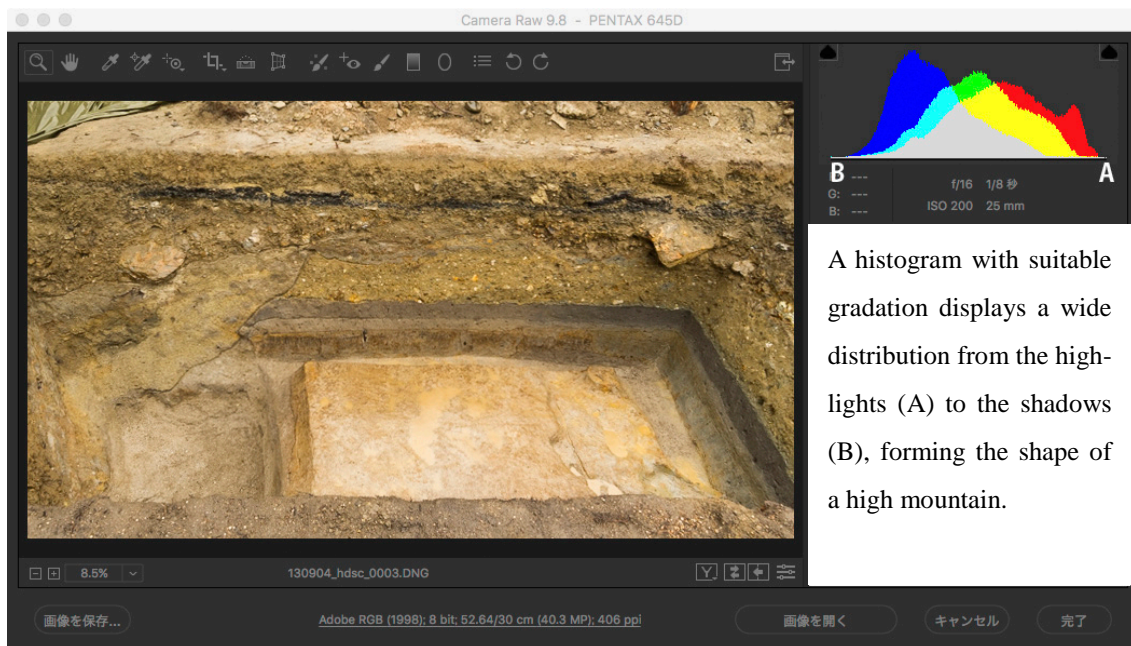 Camera Raw 9.8 - PENTAX 645D
B
A
---
G: ---
B: ---
f/16 1/8 秒
ISO 200 25 mm
A histogram with suitable
gradation displays a wide
distribution from the high-
lights (A) to the shadows
(B), forming the shape of
a high mountain.
8.5%
130904_hdsc_0003.DNG
Y
画像を保存...
Adobe RGB (1998); 8 bit; 52.64/30 cm (40.3 MP); 406 ppi
画像を開く
キャンセル
完了